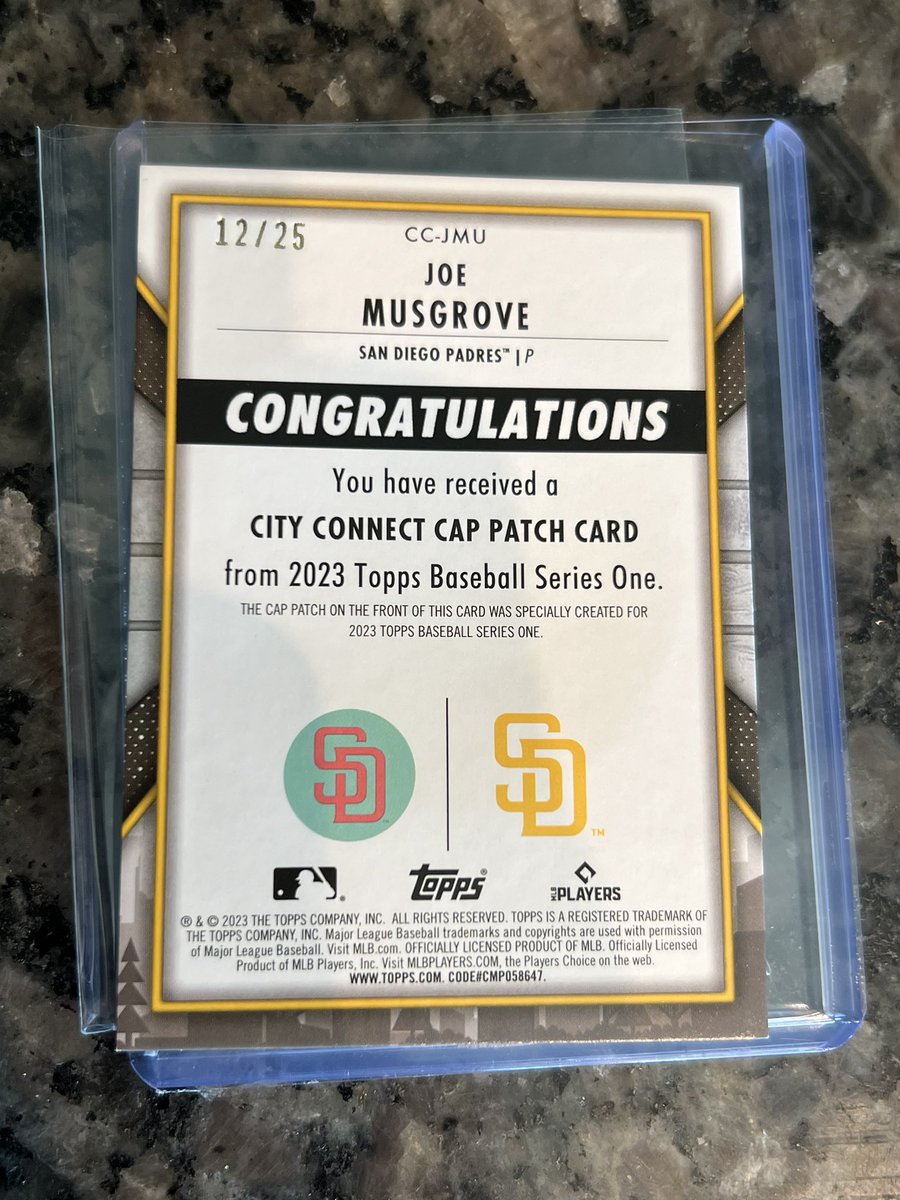 12/25
CC-JMU
JOE
MUSGROVE
SAN DIEGO PADRES™ | P
CONGRATULATIONS
You have received a
CITY CONNECT CAP PATCH CARD
from 2023 Topps Baseball Series One.
THE CAP PATCH ON THE FRONT OF THIS CARD WAS SPECIALLY CREATED FOR
2023 TOPPS BASEBALL SERIES ONE.
SD™ SD™
topps® MLB PLAYERS
® & © 2023 THE TOPPS COMPANY, INC. ALL RIGHTS RESERVED. TOPPS IS A REGISTERED TRADEMARK OF
THE TOPPS COMPANY, INC. Major League Baseball trademarks and copyrights are used with permission
of Major League Baseball. Visit MLB.com. OFFICIALLY LICENSED PRODUCT OF MLB. Officially Licensed
Product of MLB Players, Inc. Visit MLBPLAYERS.COM, the Players Choice on the web.
WWW.TOPPS.COM. CODE#CMP058647.